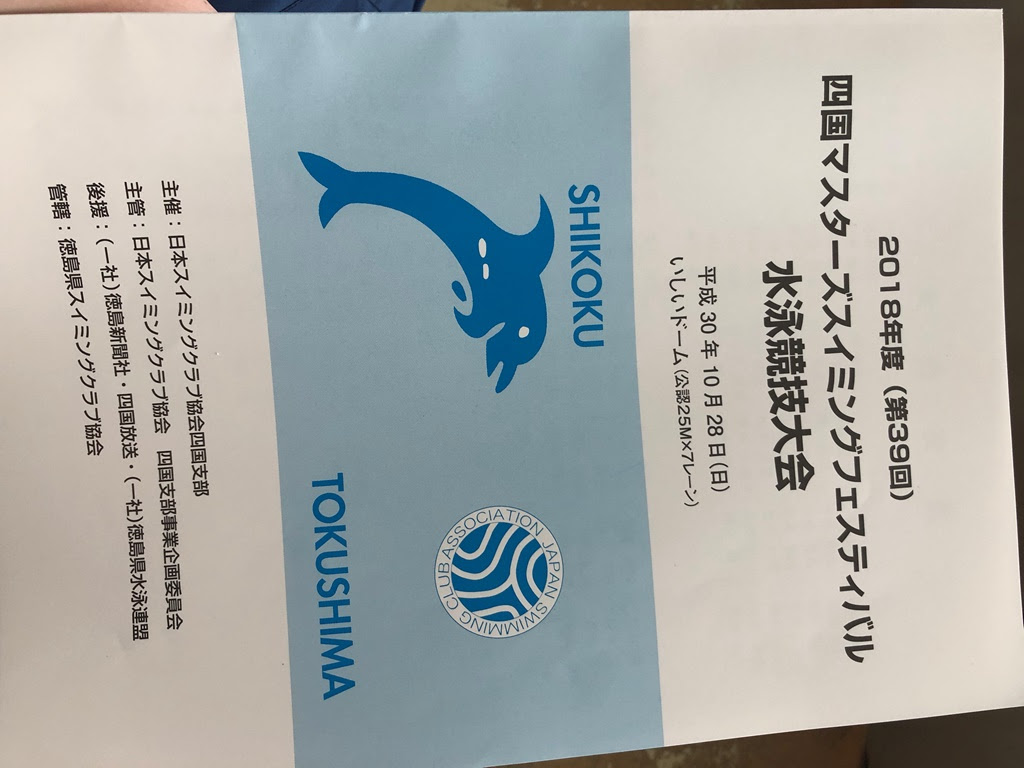 2018年度（第39回）
四国マスターズスイミングフェスティバル
水泳競技大会
平成 30 年 10 月 28 日（日）
いしいドーム（公認25M×7レーン）
SHIKOKU
JAPAN SWIMMING CLUB ASSOCIATION
TOKUSHIMA
主催：日本スイミングクラブ協会四国支部
主管：日本スイミングクラブ協会　四国支部事業企画委員会
後援：（一社）徳島新聞社・四国放送・（一社）徳島県水泳連盟
管轄：徳島県スイミングクラブ協会